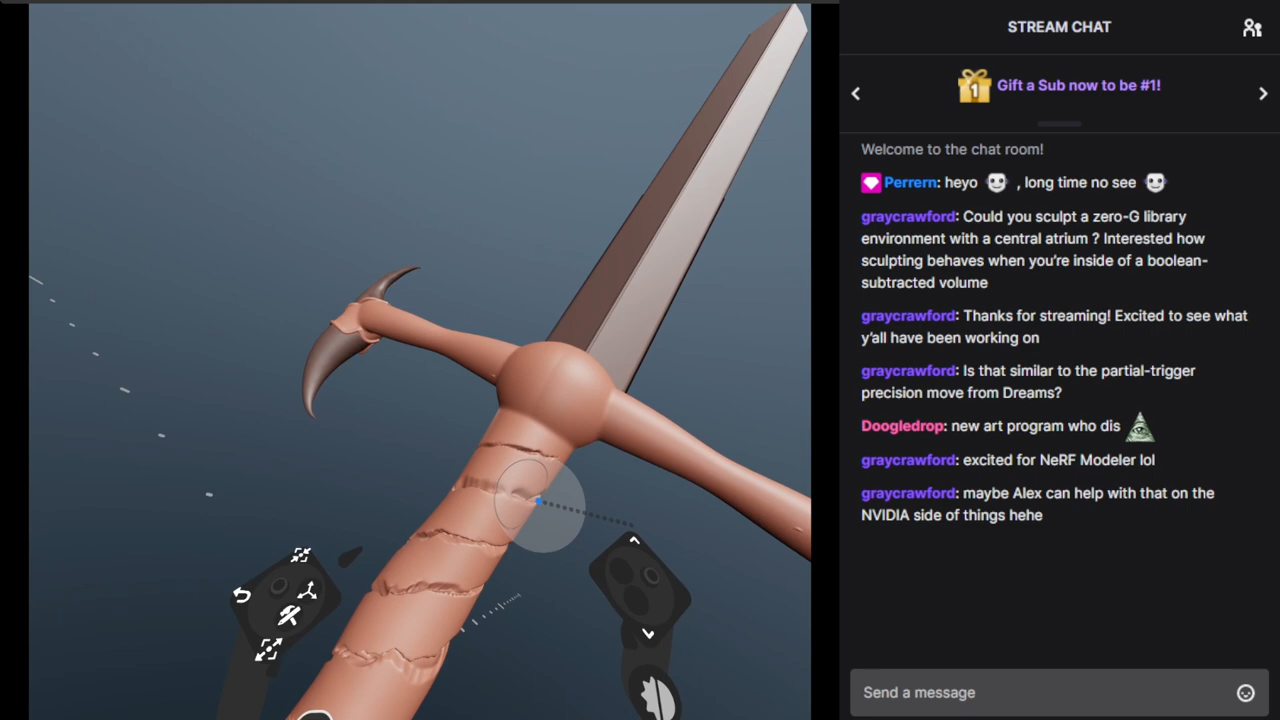 STREAM CHAT
1
Gift a Sub now to be #1!
Welcome to the chat room!
Perrern: heyo , long time no see
graycrawford: Could you sculpt a zero-G library
environment with a central atrium ? Interested how
sculpting behaves when you're inside of a boolean-
subtracted volume
graycrawford: Thanks for streaming! Excited to see what
y'all have been working on
graycrawford: Is that similar to the partial-trigger
precision move from Dreams?
Doogledrop: new art program who dis
graycrawford: excited for NeRF Modeler lol
graycrawford: maybe Alex can help with that on the
NVIDIA side of things hehe
Send a message